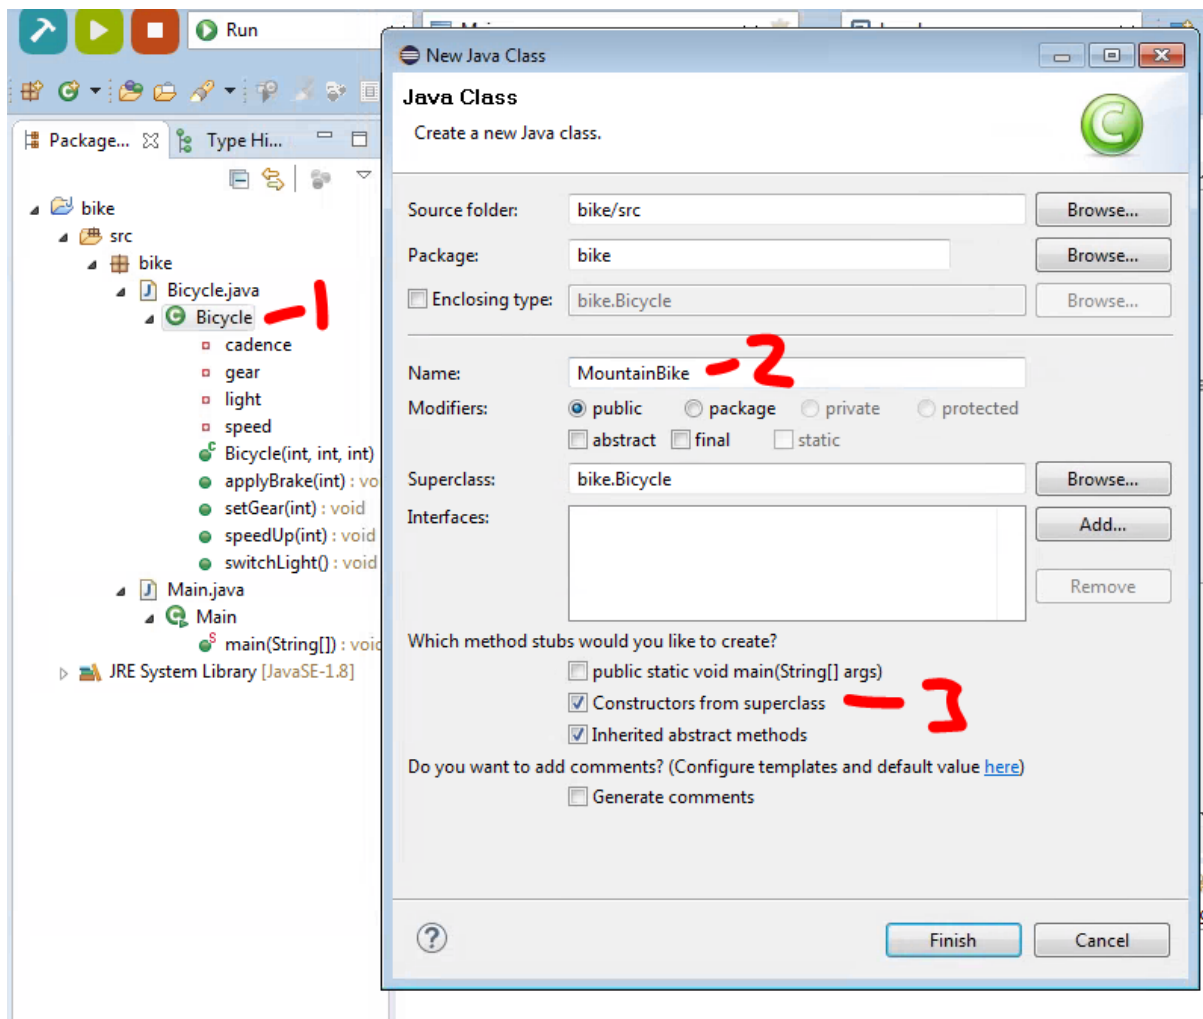 Run
New Java Class
Java Class
Create a new Java class.
Package...
Type Hi...
bike
src
bike
Bicycle.java
Bicycle
1
cadence
gear
light
speed
Bicycle(int, int, int)
applyBrake(int) : vo
setGear(int) : void
speedUp(int) : void
switchLight() : void
Main.java
Main
main(String[]) : voi
JRE System Library [JavaSE-1.8]
Source folder: bike/src Browse...
Package: bike Browse...
Enclosing type: bike.Bicycle Browse...
Name: MountainBike 2
Modifiers: public package private protected
abstract final static
Superclass: bike.Bicycle Browse...
Interfaces: Add...
Remove
Which method stubs would you like to create?
public static void main(String[] args)
Constructors from superclass 3
Inherited abstract methods
Do you want to add comments? (Configure templates and default value here)
Generate comments
Finish Cancel